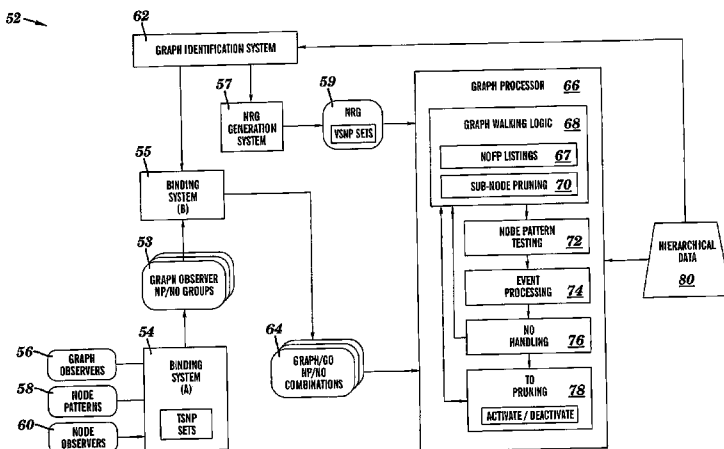 52
62
GRAPH IDENTIFICATION SYSTEM
57
NRG
GENERATION
SYSTEM
59
NRG
VSNP SETS
GRAPH PROCESSOR 66
GRAPH WALKING LOGIC 68
NOFP LISTINGS 67
SUB-NODE PRUNING 70
55
BINDING
SYSTEM
(B)
NODE PATTERN
TESTING 72
HIERARCHICAL
DATA
80
53
GRAPH OBSERVER
NP/NO GROUPS
EVENT
PROCESSING 74
NO
HANDLING 76
56
GRAPH
OBSERVERS
54
BINDING
SYSTEM
(A)
TSNP
SETS
64
GRAPH/GO
NP/NO
COMBINATIONS
58
NODE
PATTERNS
TO
PRUNING 78
ACTIVATE / DEACTIVATE
60
NODE
OBSERVERS